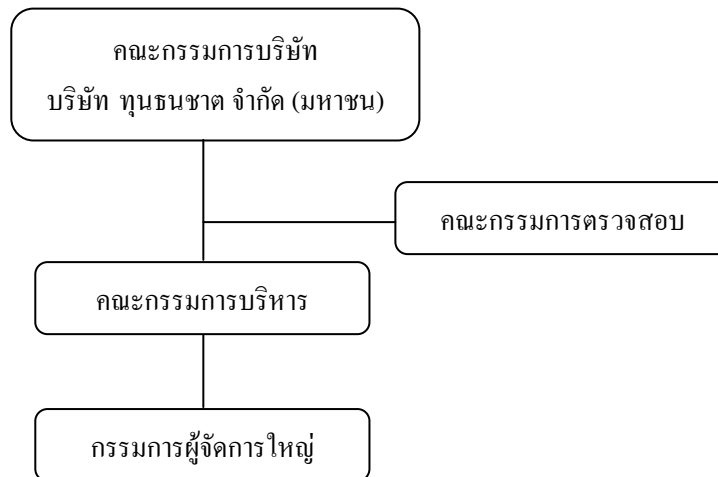 คณะกรรมการบริษัท
บริษัท ทุนธนชาต จำกัด (มหาชน)
คณะกรรมการตรวจสอบ
คณะกรรมการบริหาร
กรรมการผู้จัดการใหญ่